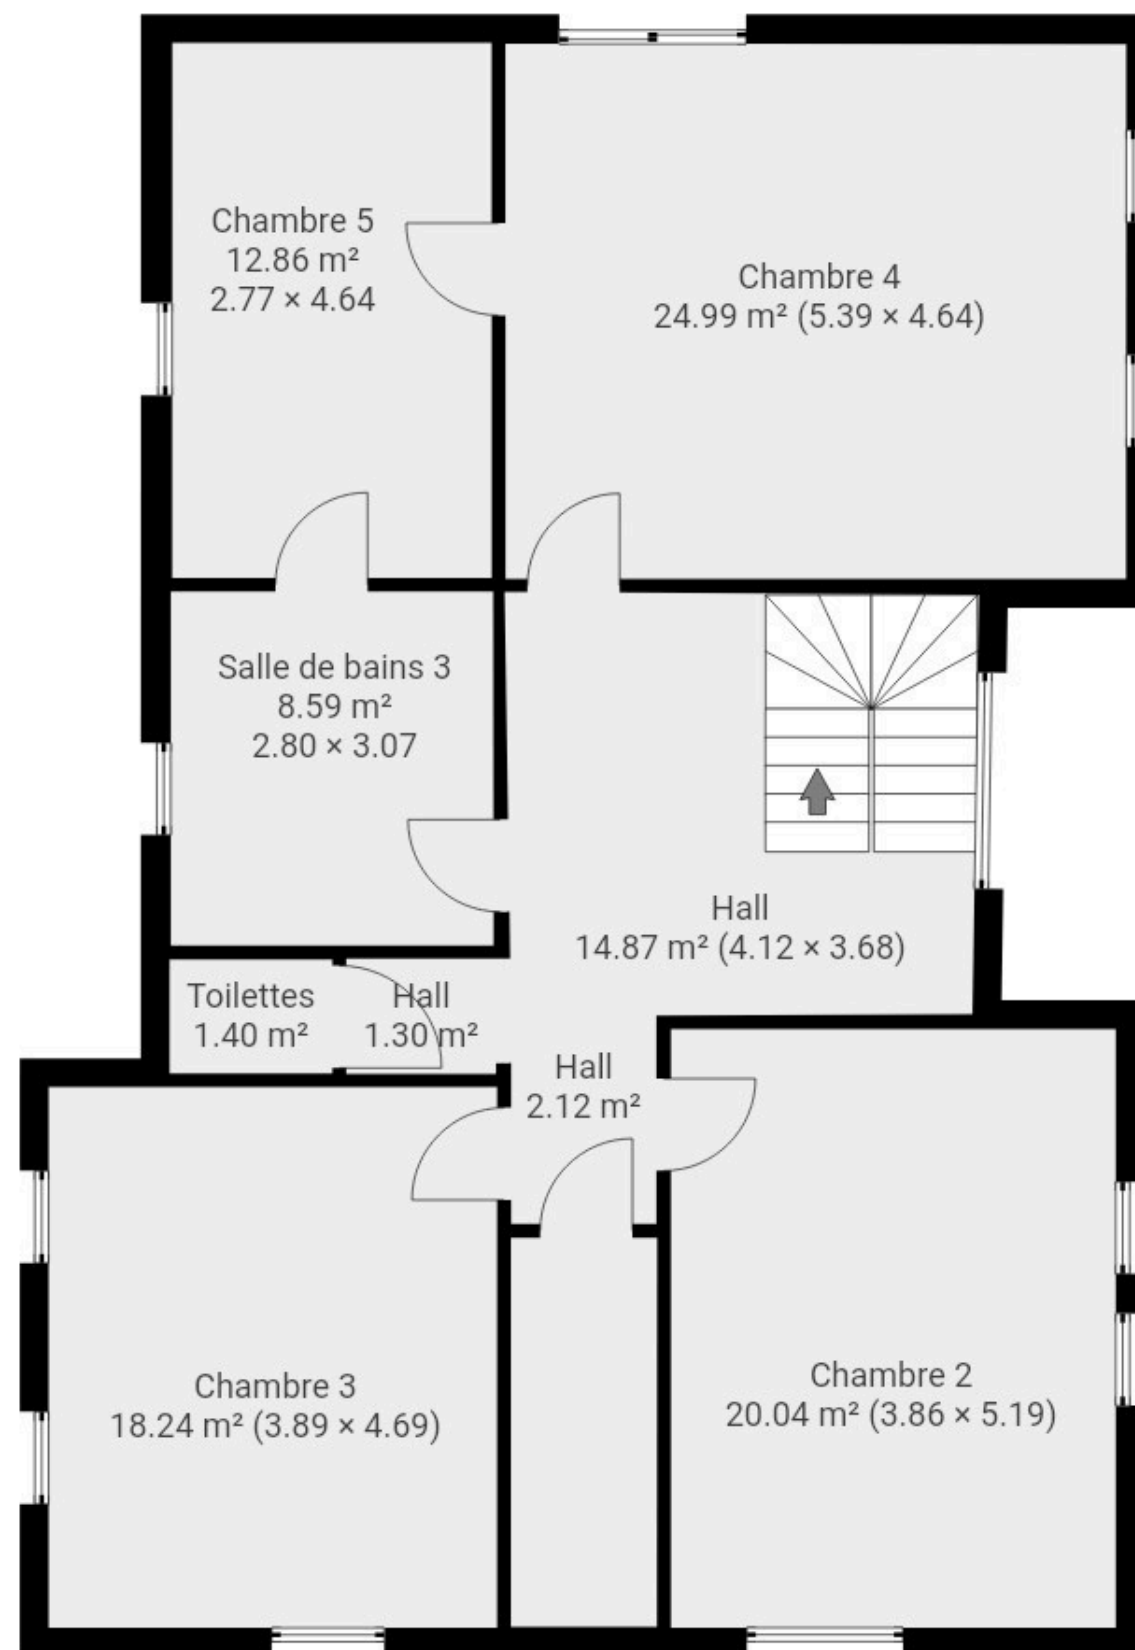 Chambre 5
12.86 m²
2.77 × 4.64
Chambre 4
24.99 m² (5.39 × 4.64)
Salle de bains 3
8.59 m²
2.80 × 3.07
Hall
14.87 m² (4.12 × 3.68)
Toilettes
1.40 m²
Hall
1.30 m²
Hall
2.12 m²
Chambre 3
18.24 m² (3.89 × 4.69)
Chambre 2
20.04 m² (3.86 × 5.19)